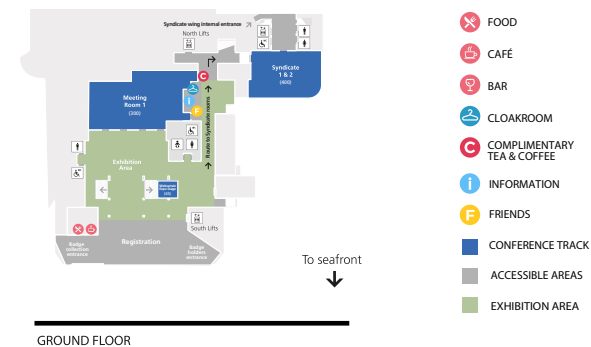 Syndicate wing internal entrance
North Lifts
Syndicate
1 & 2
(400)
C
Meeting
Room 1
(380)
i
F
Route to Syndicate rooms
Exhibition
Area
South Lifts
Registration
Badge
collection
entrance
Badge
holders
entrance
To seafront
GROUND FLOOR
FOOD
CAFÉ
BAR
CLOAKROOM
C COMPLIMENTARY
TEA & COFFEE
i INFORMATION
F FRIENDS
CONFERENCE TRACK
ACCESSIBLE AREAS
EXHIBITION AREA